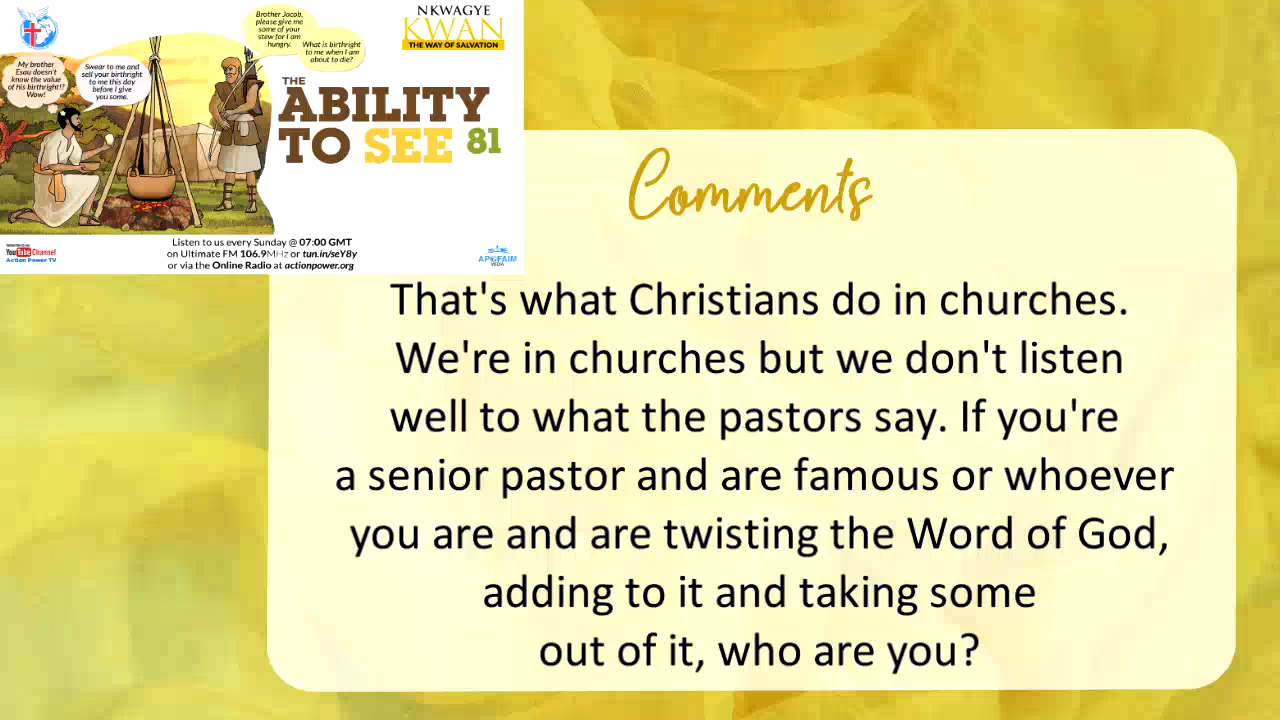 Brother Jacob,
please give me
some of your
stew for I am
hungry.
What is birthright
to me when I am
about to die?
My brother
Esau doesn't
know the value
of his birthright!?
Wow!
Swear to me and
sell your birthright
to me this day
before I give
you some.
NKWAGYE
KWAN
THE WAY OF SALVATION
THE
ABILITY
TO SEE 81
Listen to us every Sunday @ 07:00 GMT
on Ultimate FM 106.9MHz or tun.in/seY8y
or via the Online Radio at actionpower.org
YouTube Channel
Action Power TV
Comments
That's what Christians do in churches.
We're in churches but we don't listen
well to what the pastors say. If you're
a senior pastor and are famous or whoever
you are and are twisting the Word of God,
adding to it and taking some
out of it, who are you?